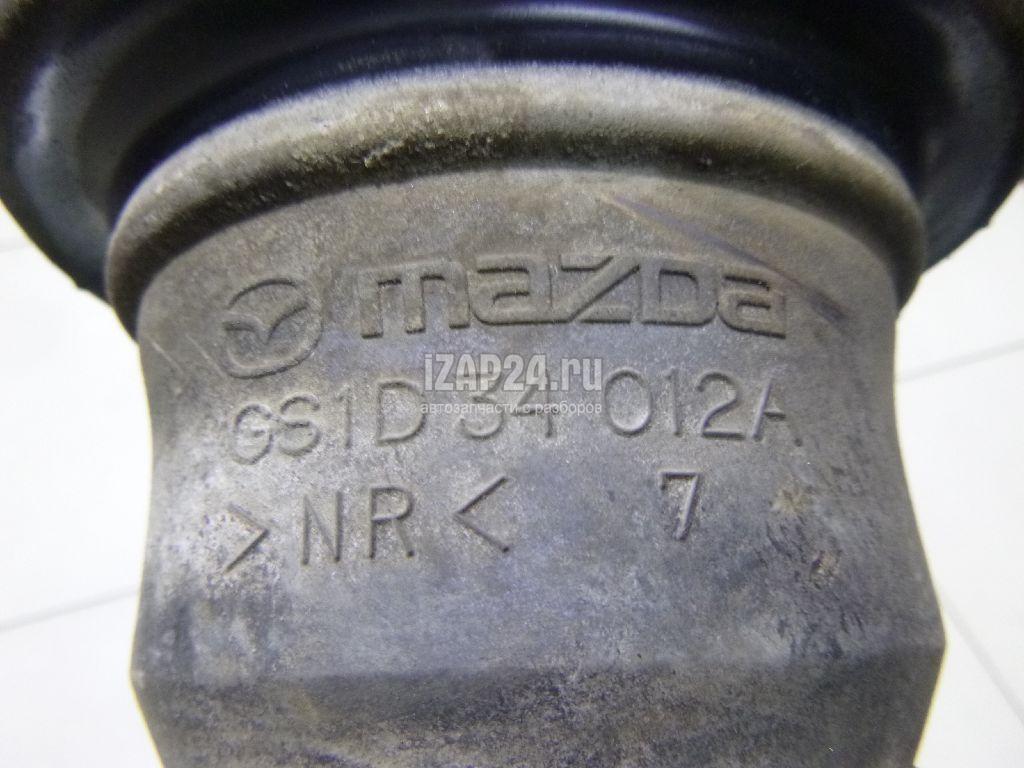 mazda
iZAP24.ru
автозапчасти с разборов
GS1D 34 012A
>NR< 7